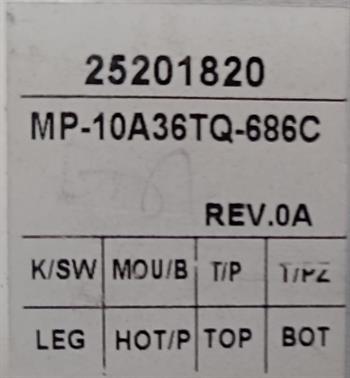 25201820
MP-10A36TQ-686C
REV.0A
K/SW MOU/B T/P T/PZ
LEG HOT/P TOP BOT